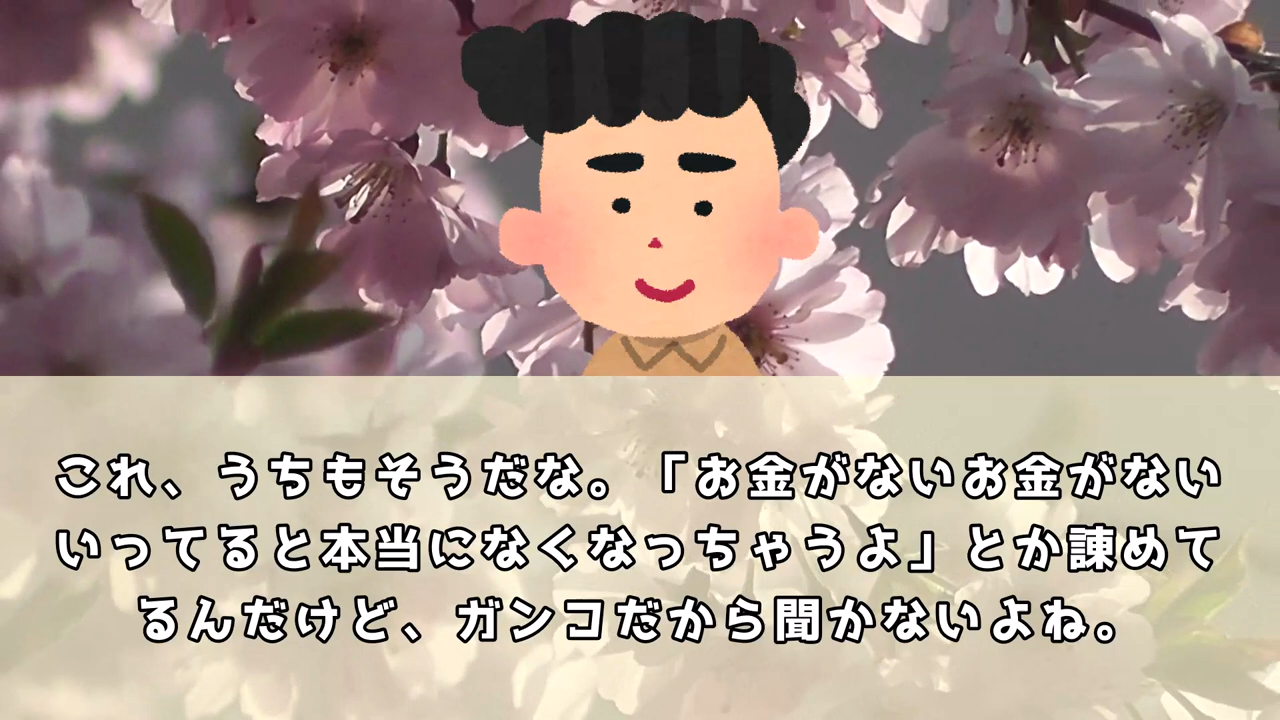 これ、うちもそうだな。「お金がないお金がない
いってると本当になくなっちゃうよ」とか諌めて
るんだけど、ガンコだから聞かないよね。